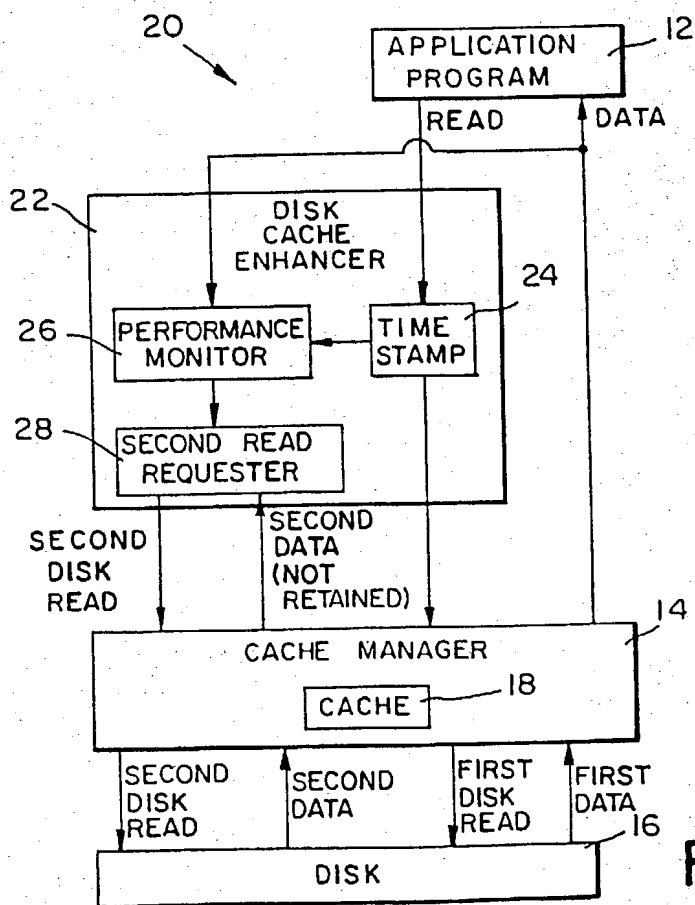 20
APPLICATION
PROGRAM
12
READ
DATA
22
DISK
CACHE
ENHANCER
24
PERFORMANCE
MONITOR
26
TIME
STAMP
28
SECOND READ
REQUESTER
SECOND
DISK
READ
SECOND
DATA
(NOT
RETAINED)
14
CACHE MANAGER
CACHE
18
SECOND
DISK
READ
SECOND
DATA
FIRST
DISK
READ
FIRST
DATA
16
DISK
F